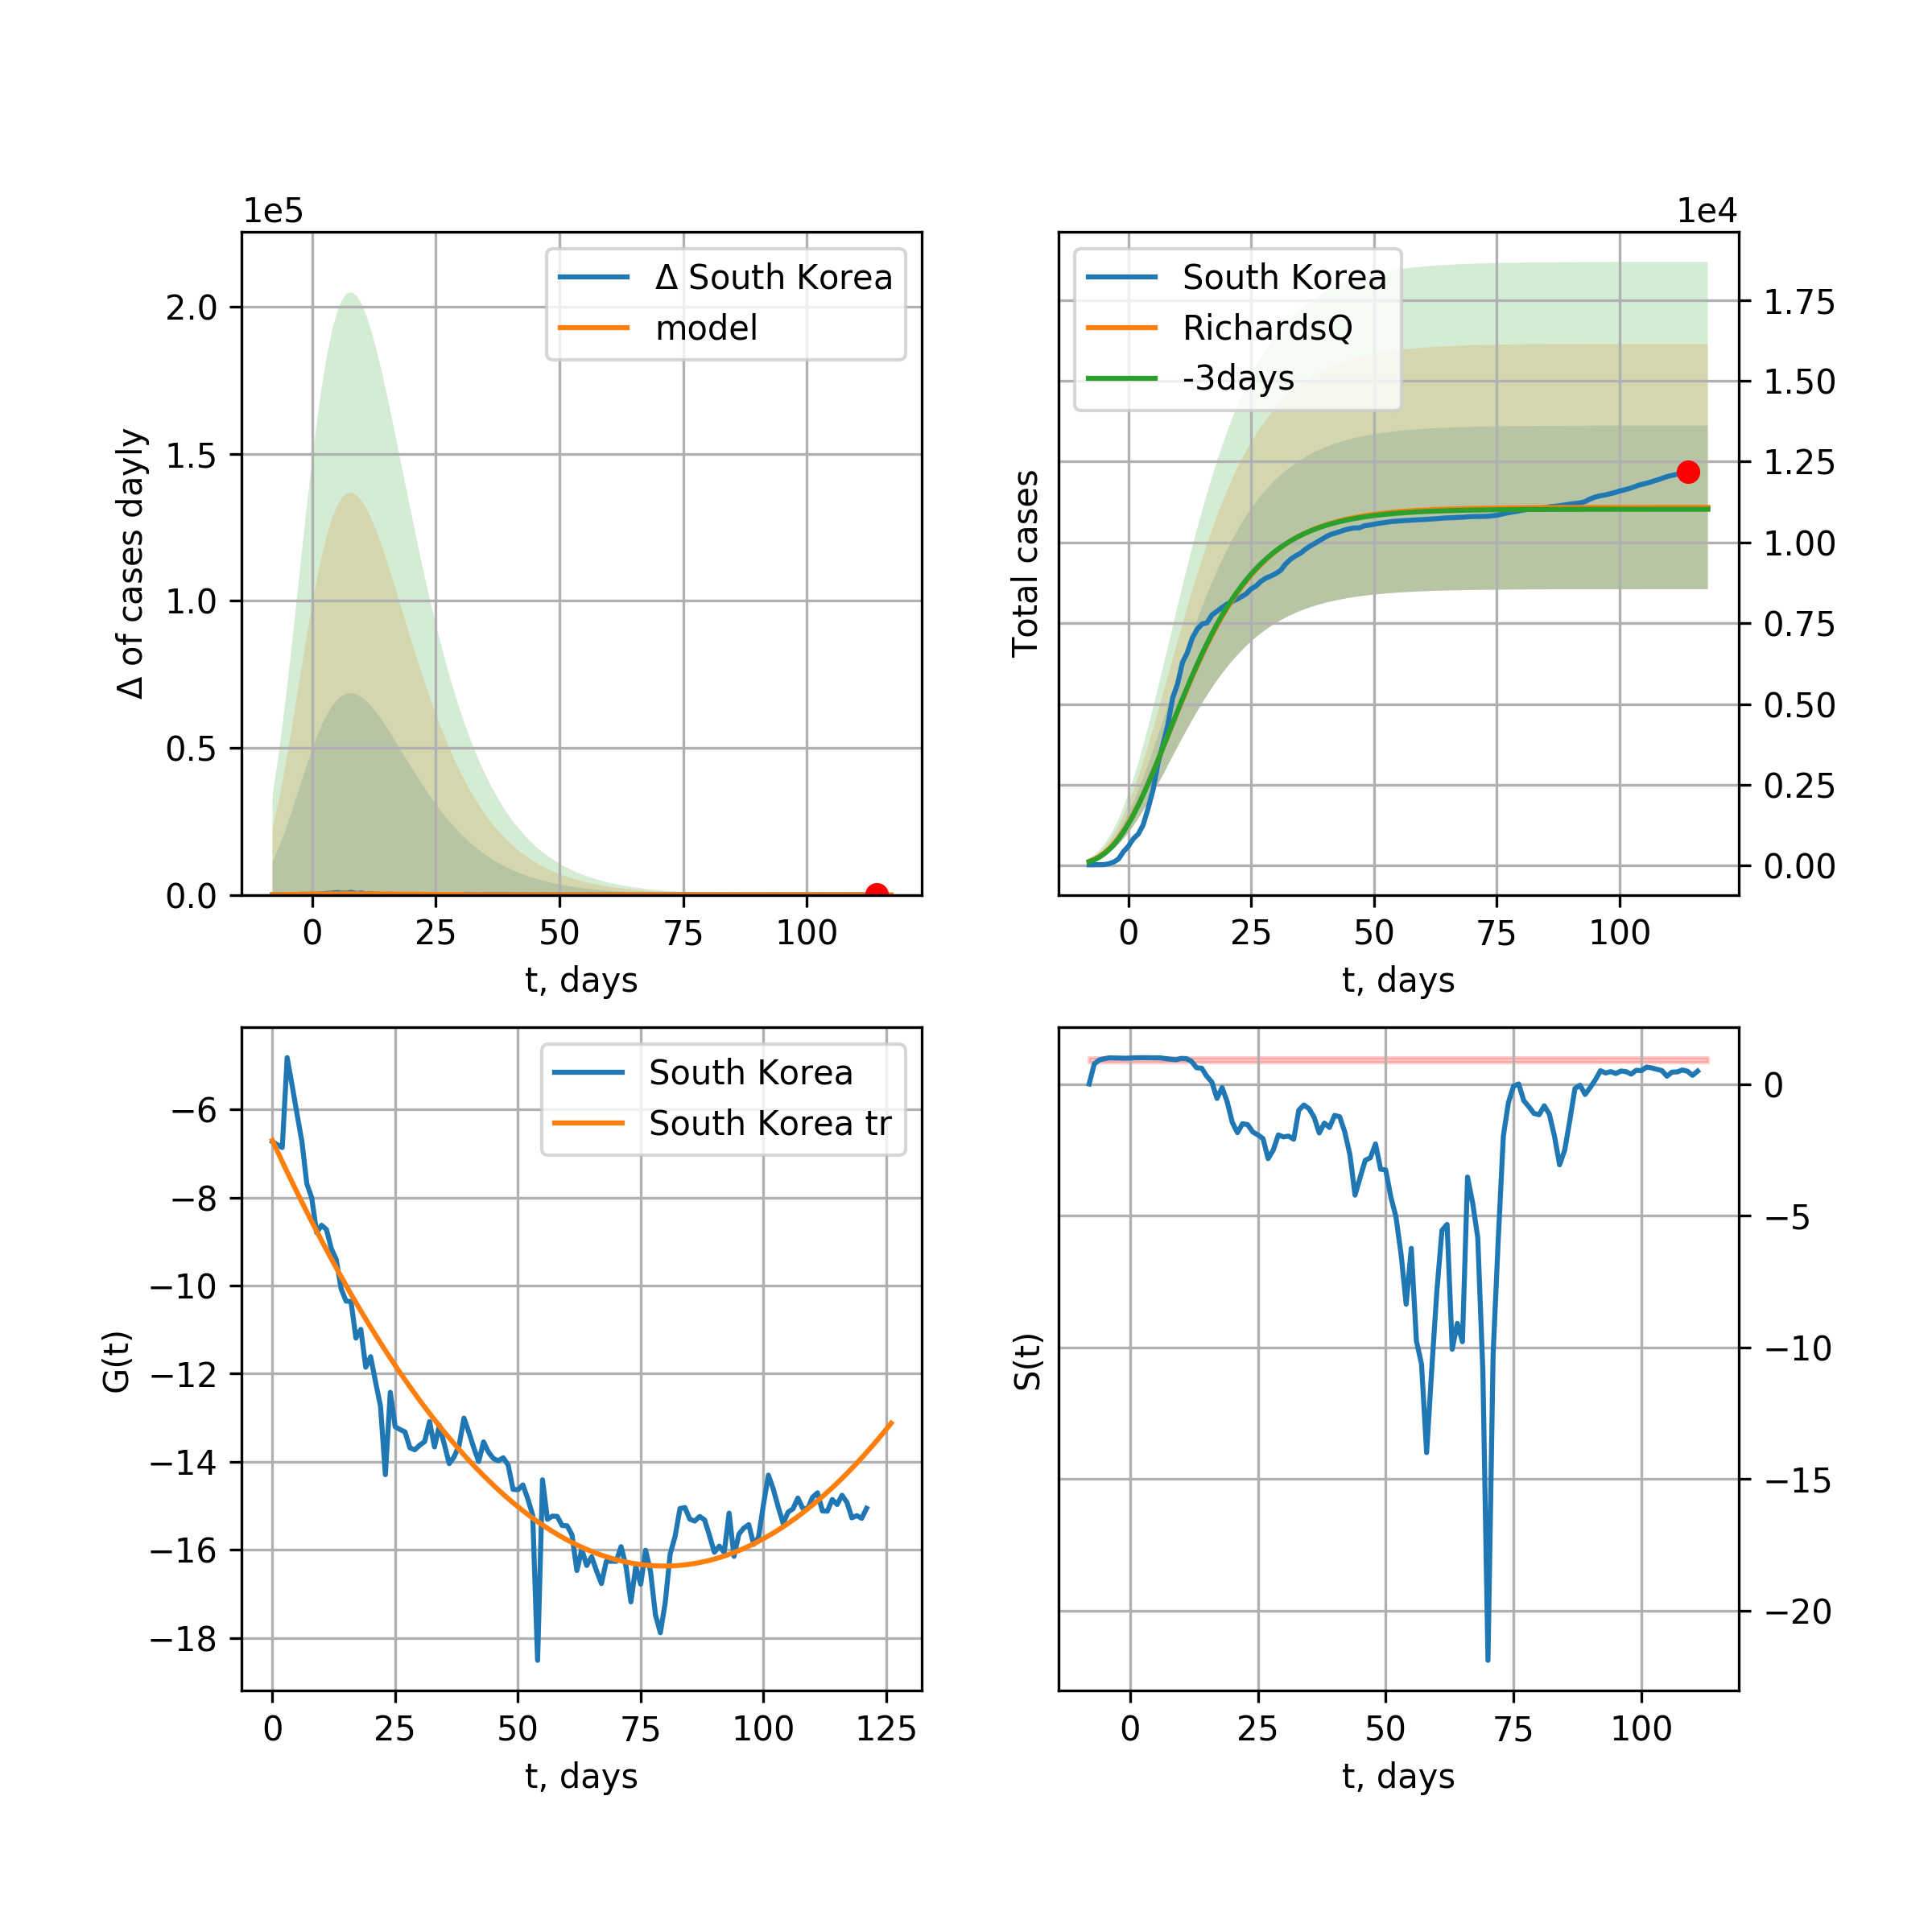 1e5
Δ of cases dayly
2.0
1.5
1.0
0.5
0.0
Δ South Korea
model
0 25 50 75 100
t, days
1e4
Total cases
South Korea
RichardsQ
-3days
1.75
1.50
1.25
1.00
0.75
0.50
0.25
0.00
0 25 50 75 100
t, days
G(t)
−6
−8
−10
−12
−14
−16
−18
South Korea
South Korea tr
0 25 50 75 100 125
t, days
S(t)
0
−5
−10
−15
−20
0 25 50 75 100
t, days